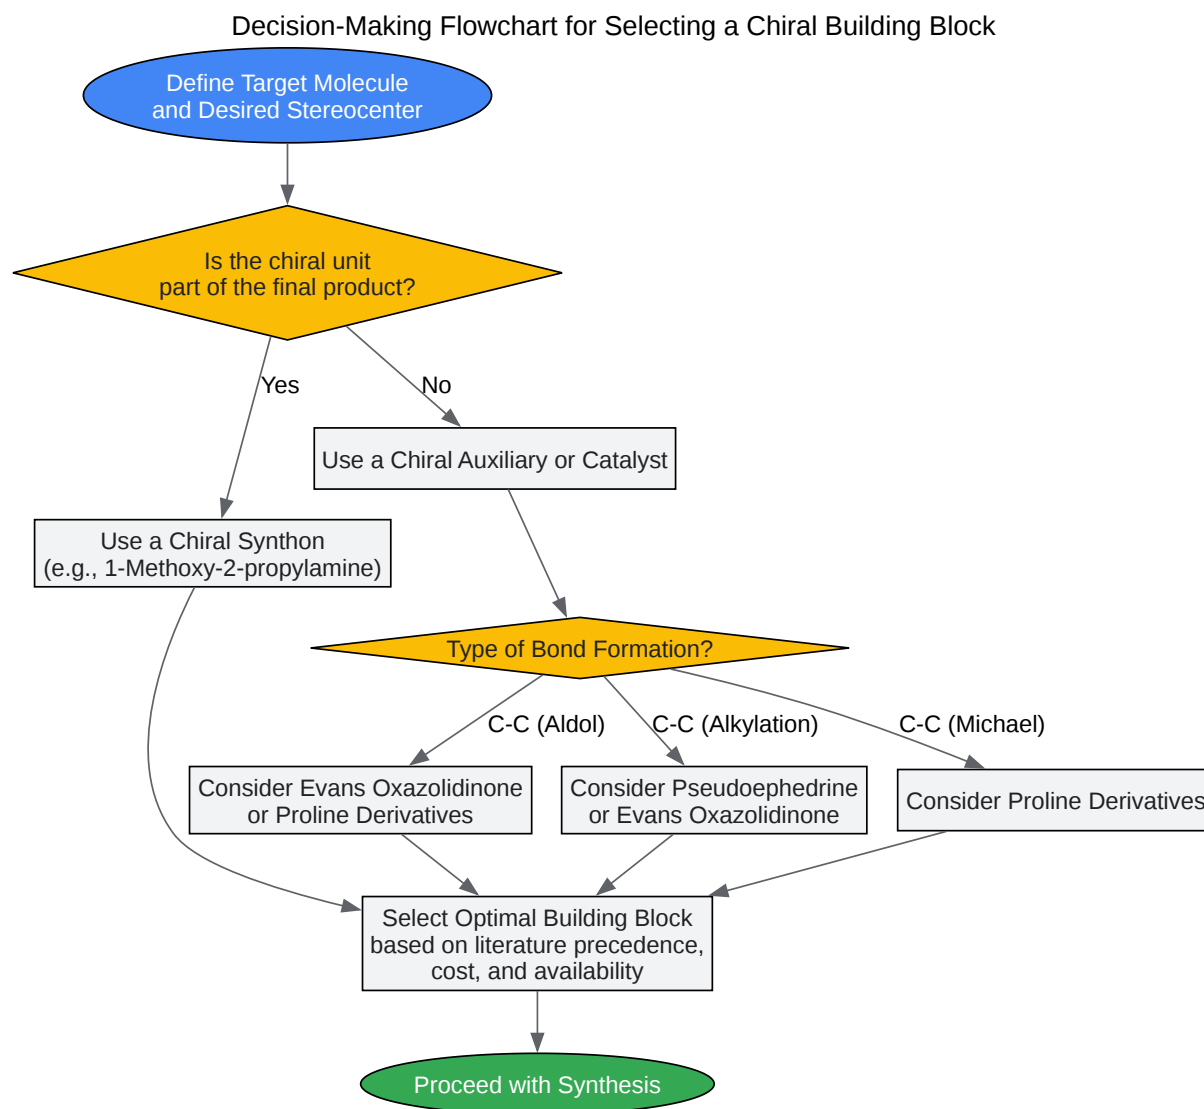 Decision-Making Flowchart for Selecting a Chiral Building Block
Define Target Molecule
and Desired Stereocenter
Is the chiral unit
part of the final product?
Yes
No
Use a Chiral Auxiliary or Catalyst
Use a Chiral Synthon
(e.g., 1-Methoxy-2-propylamine)
Type of Bond Formation?
C-C (Aldol)
C-C (Alkylation)
C-C (Michael)
Consider Evans Oxazolidinone
or Proline Derivatives
Consider Pseudoephedrine
or Evans Oxazolidinone
Consider Proline Derivatives
Select Optimal Building Block
based on literature precedence,
cost, and availability
Proceed with Synthesis